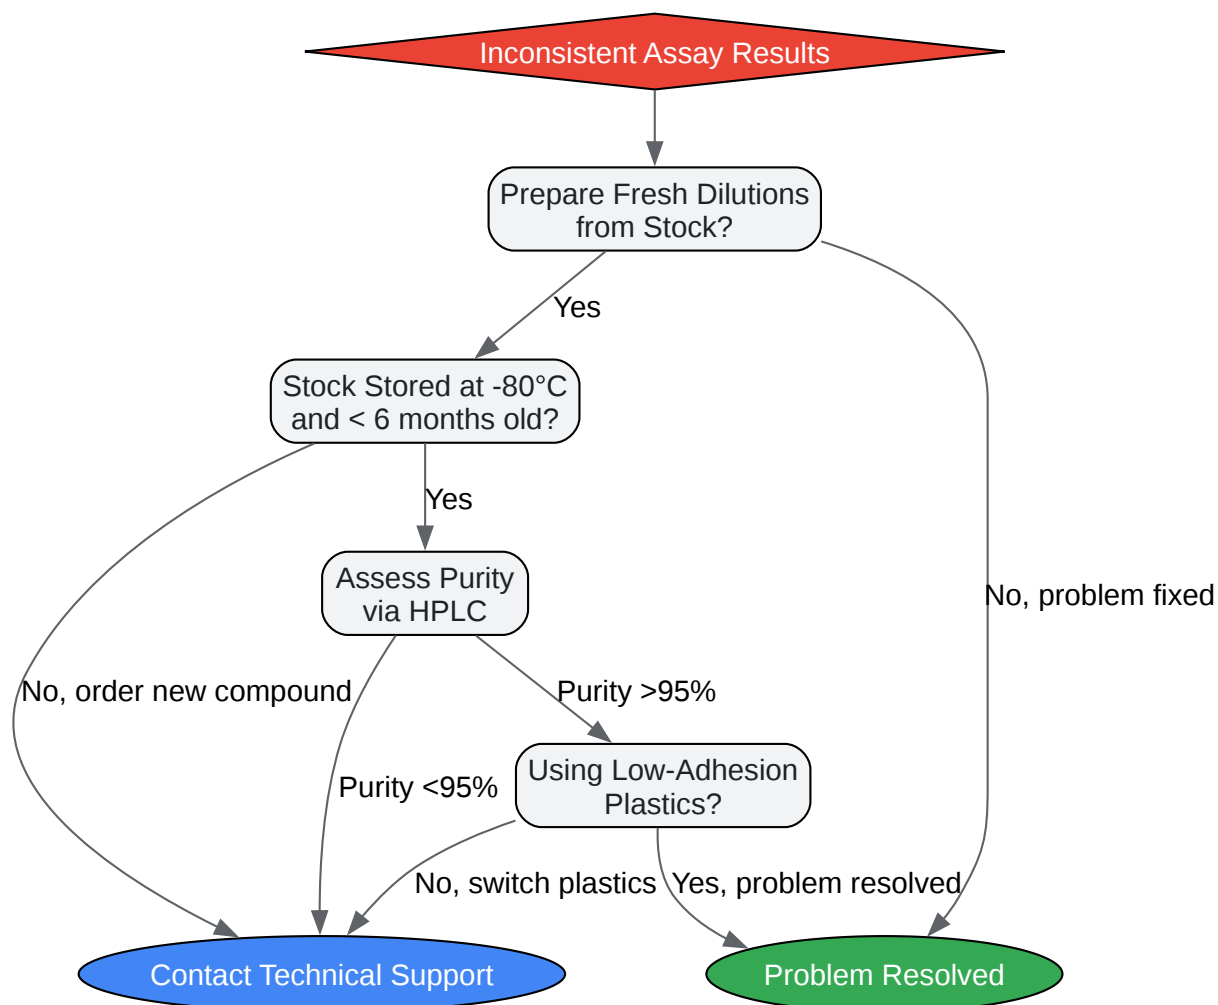 Inconsistent Assay Results
Prepare Fresh Dilutions
from Stock?
Yes
Stock Stored at -80°C
and < 6 months old?
Yes
Assess Purity
via HPLC
No, problem fixed
No, order new compound
Purity >95%
Using Low-Adhesion
Plastics?
Purity <95%
No, switch plastics
Yes, problem resolved
Contact Technical Support
Problem Resolved